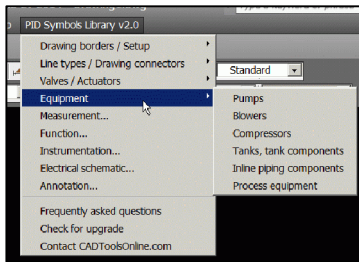 PID Symbols Library v2.0
Drawing borders / Setup
Line types / Drawing connectors
Valves / Actuators
Equipment
Measurement...
Function...
Instrumentation...
Electrical schematic...
Annotation...
Frequently asked questions
Check for upgrade
Contact CADToolsOnline.com
Standard
Pumps
Blowers
Compressors
Tanks, tank components
Inline piping components
Process equipment